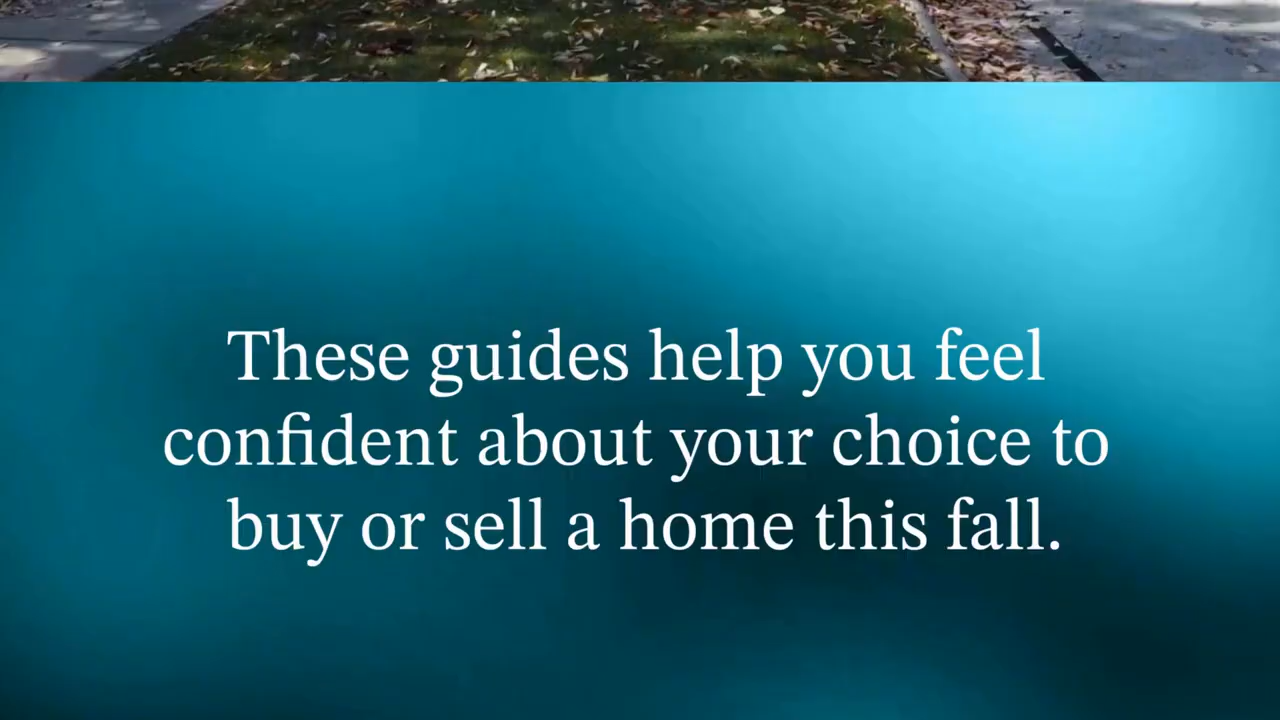 These guides help you feel
confident about your choice to
buy or sell a home this fall.